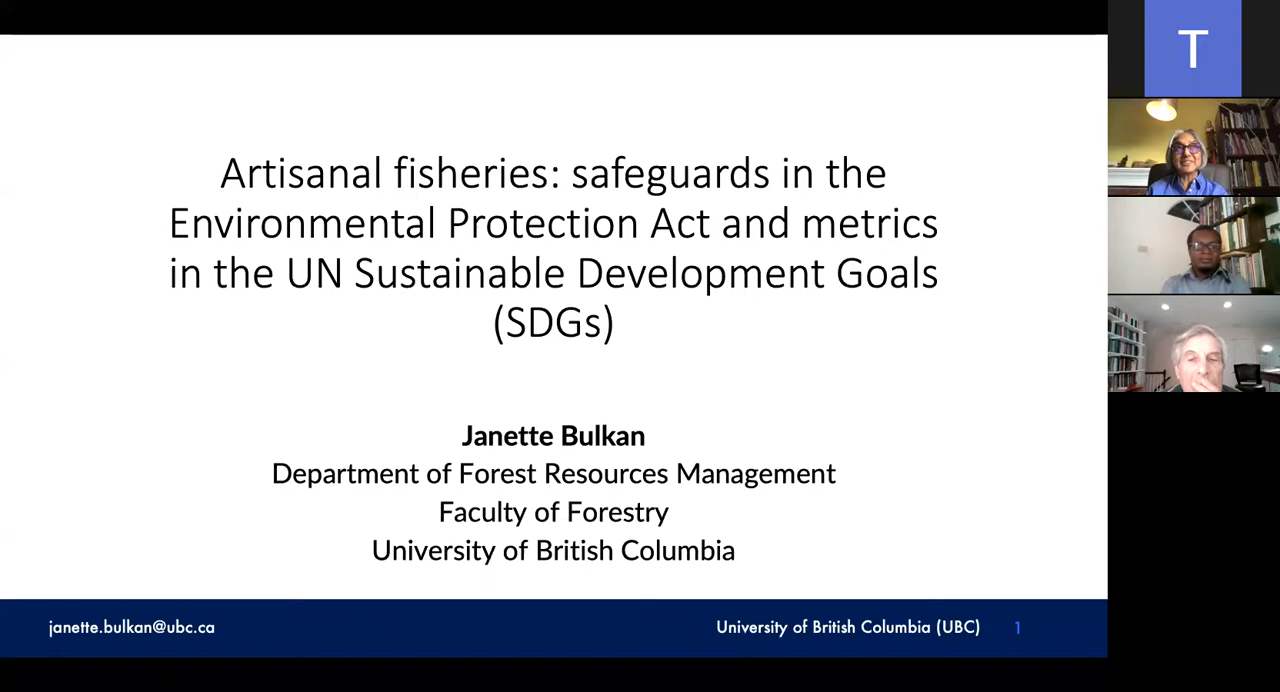 Artisanal fisheries: safeguards in the
Environmental Protection Act and metrics
in the UN Sustainable Development Goals
(SDGs)
Janette Bulkan
Department of Forest Resources Management
Faculty of Forestry
University of British Columbia
janette.bulkan@ubc.ca
University of British Columbia (UBC)
1
T